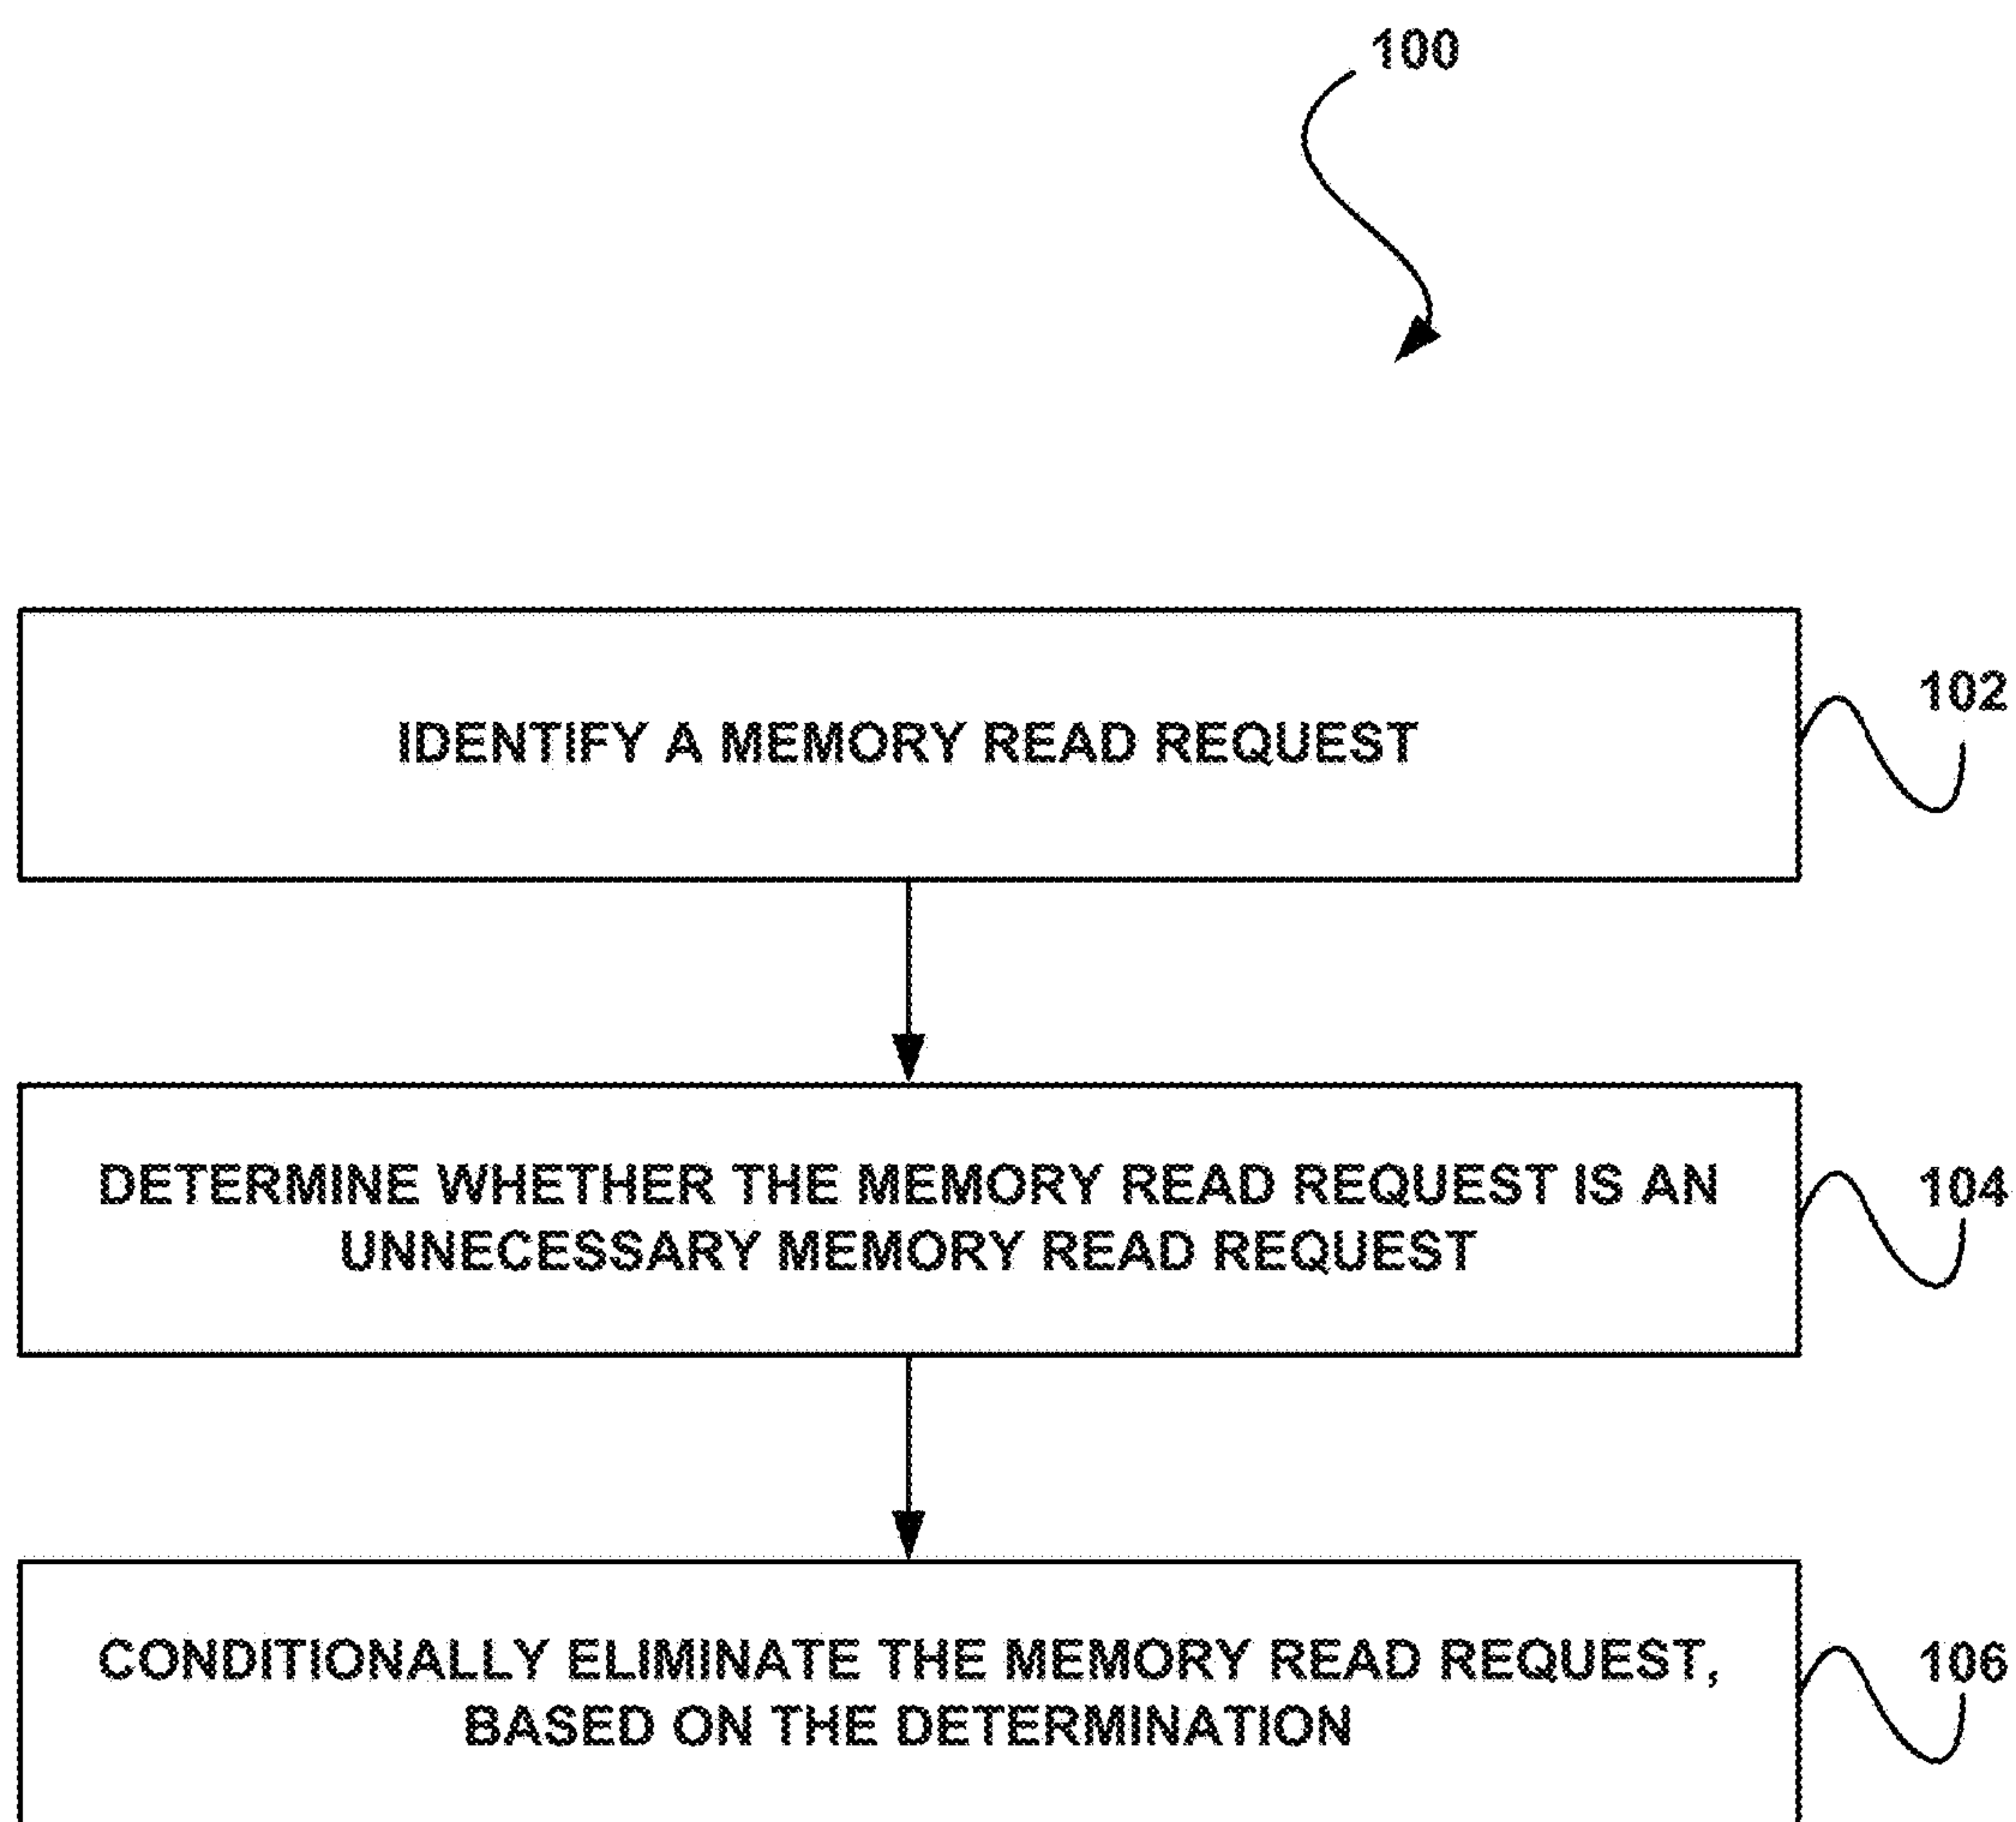 100
IDENTIFY A MEMORY READ REQUEST
102
DETERMINE WHETHER THE MEMORY READ REQUEST IS AN
UNNECESSARY MEMORY READ REQUEST
104
CONDITIONALLY ELIMINATE THE MEMORY READ REQUEST,
BASED ON THE DETERMINATION
106